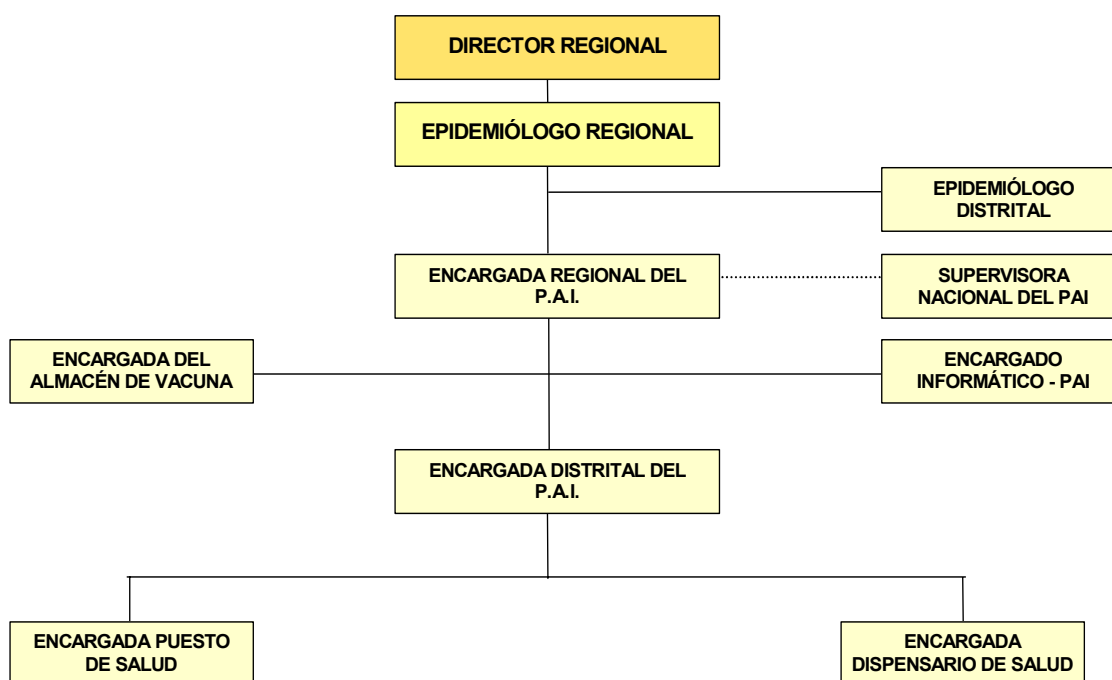 DIRECTOR REGIONAL
EPIDEMIÓLOGO REGIONAL
EPIDEMIÓLOGO
DISTRITAL
ENCARGADA REGIONAL DEL
P.A.I.
SUPERVISORA
NACIONAL DEL PAI
ENCARGADA DEL
ALMACÉN DE VACUNA
ENCARGADO
INFORMÁTICO - PAI
ENCARGADA DISTRITAL DEL
P.A.I.
ENCARGADA PUESTO
DE SALUD
ENCARGADA
DISPENSARIO DE SALUD